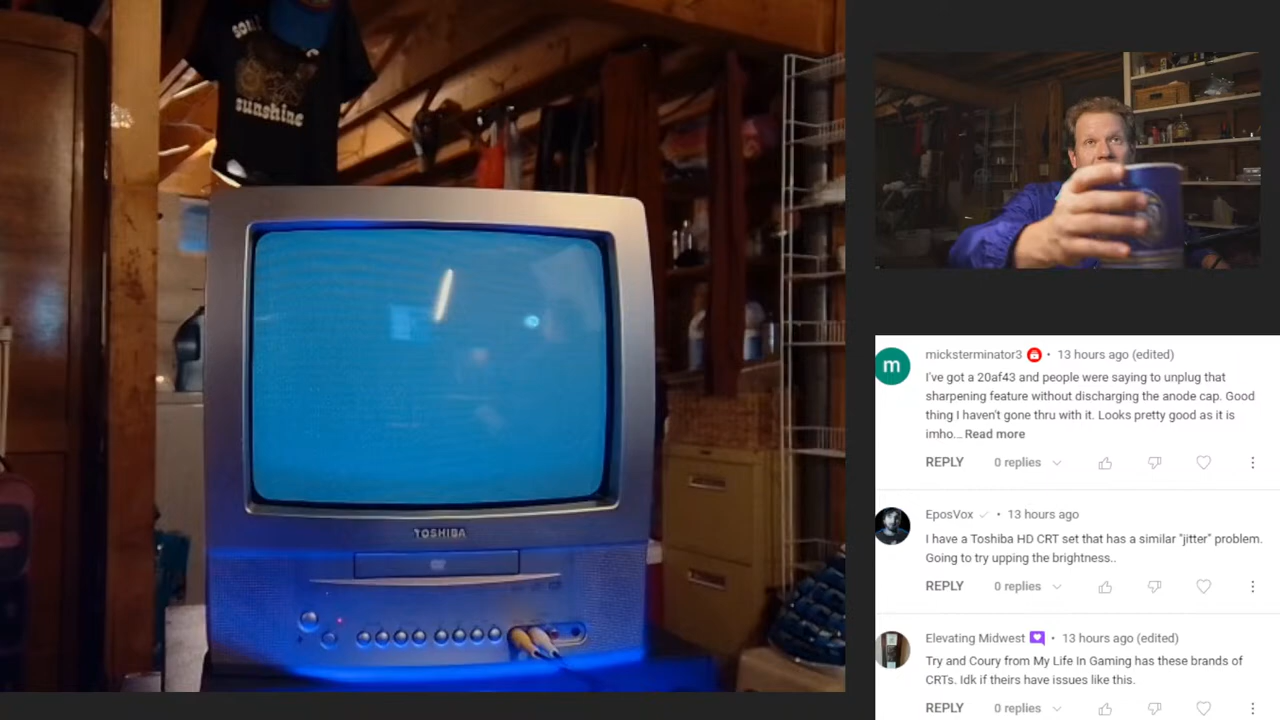 SOME
sunshine
TOSHIBA
micksterminator3 • 13 hours ago (edited)
I've got a 20af43 and people were saying to unplug that
sharpening feature without discharging the anode cap. Good
thing I haven't gone thru with it. Looks pretty good as it is
imho... Read more
REPLY 0 replies
EposVox • 13 hours ago
I have a Toshiba HD CRT set that has a similar "jitter" problem.
Going to try upping the brightness..
REPLY 0 replies
Elevating Midwest • 13 hours ago (edited)
Try and Coury from My Life In Gaming has these brands of
CRTs. Idk if theirs have issues like this.
REPLY 0 replies
m